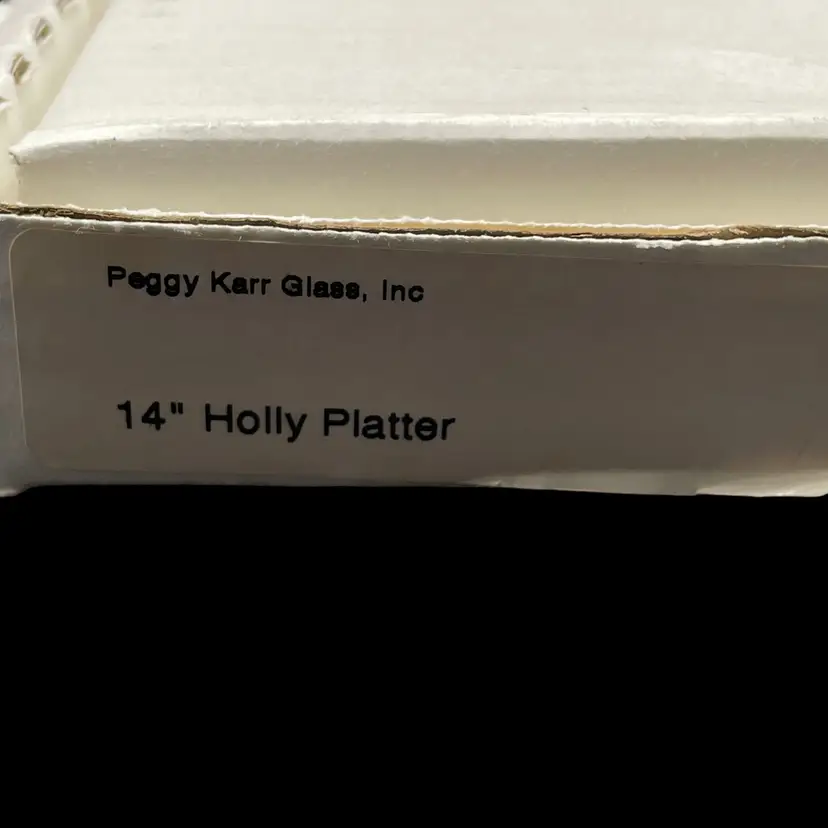 Peggy Karr Glass, Inc
14" Holly Platter